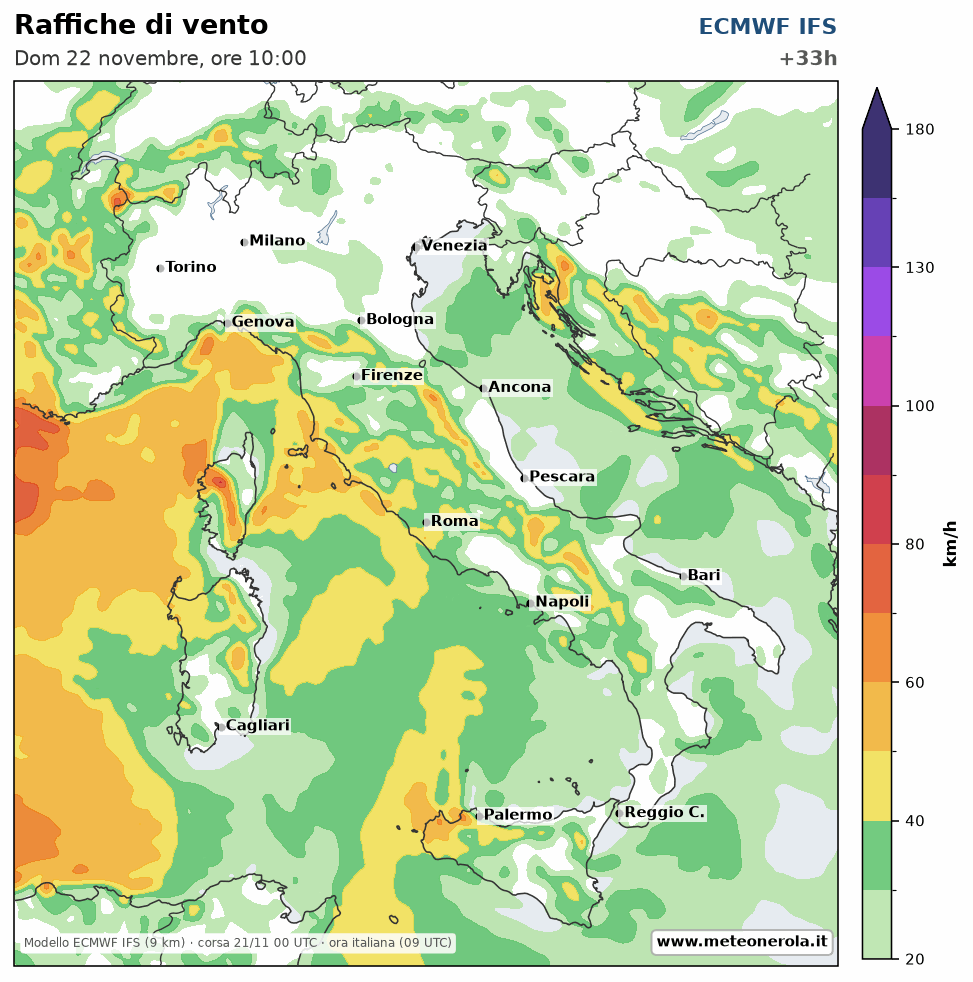 Raffiche di vento
ECMWF IFS
Dom 22 novembre, ore 10:00
+33h
180
130
100
80
60
40
20
km/h
Milano
Venezia
Torino
Genova
Bologna
Firenze
Ancona
Pescara
Roma
Bari
Napoli
Cagliari
Palermo
Reggio C.
Modello ECMWF IFS (9 km) · corsa 21/11 00 UTC · ora italiana (09 UTC)
www.meteonerola.it